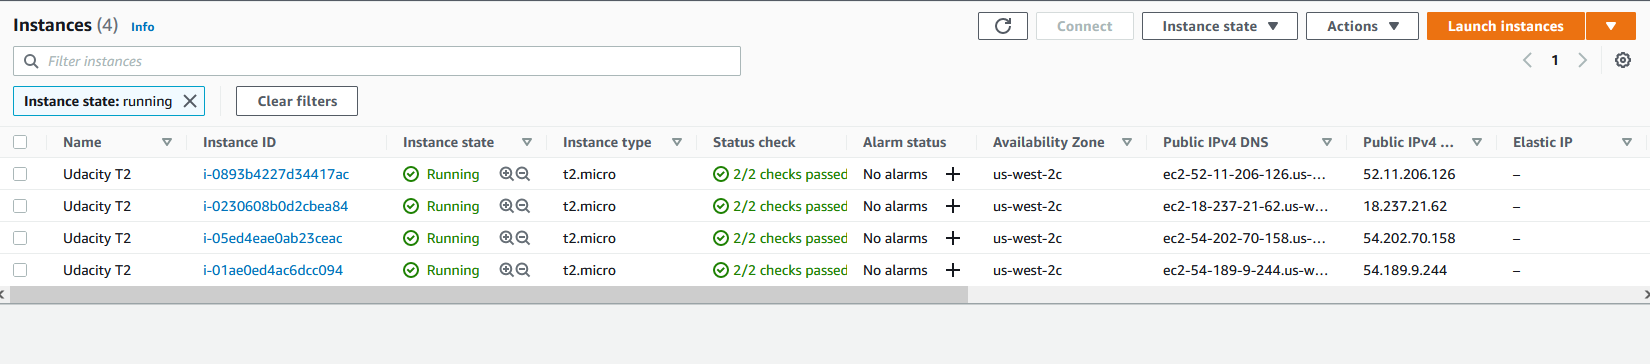 Instances (4) Info Connect Instance state Actions Launch instances
Filter instances
1
Instance state: running Clear filters
Name Instance ID Instance state Instance type Status check Alarm status Availability Zone Public IPv4 DNS Public IPv4 ... Elastic IP
Udacity T2 i-0893b4227d34417ac Running t2.micro 2/2 checks passed No alarms + us-west-2c ec2-52-11-206-126.us-... 52.11.206.126 –
Udacity T2 i-0230608b0d2cbea84 Running t2.micro 2/2 checks passed No alarms + us-west-2c ec2-18-237-21-62.us-w... 18.237.21.62 –
Udacity T2 i-05ed4eae0ab23ceac Running t2.micro 2/2 checks passed No alarms + us-west-2c ec2-54-202-70-158.us-... 54.202.70.158 –
Udacity T2 i-01ae0ed4ac6dcc094 Running t2.micro 2/2 checks passed No alarms + us-west-2c ec2-54-189-9-244.us-w... 54.189.9.244 –